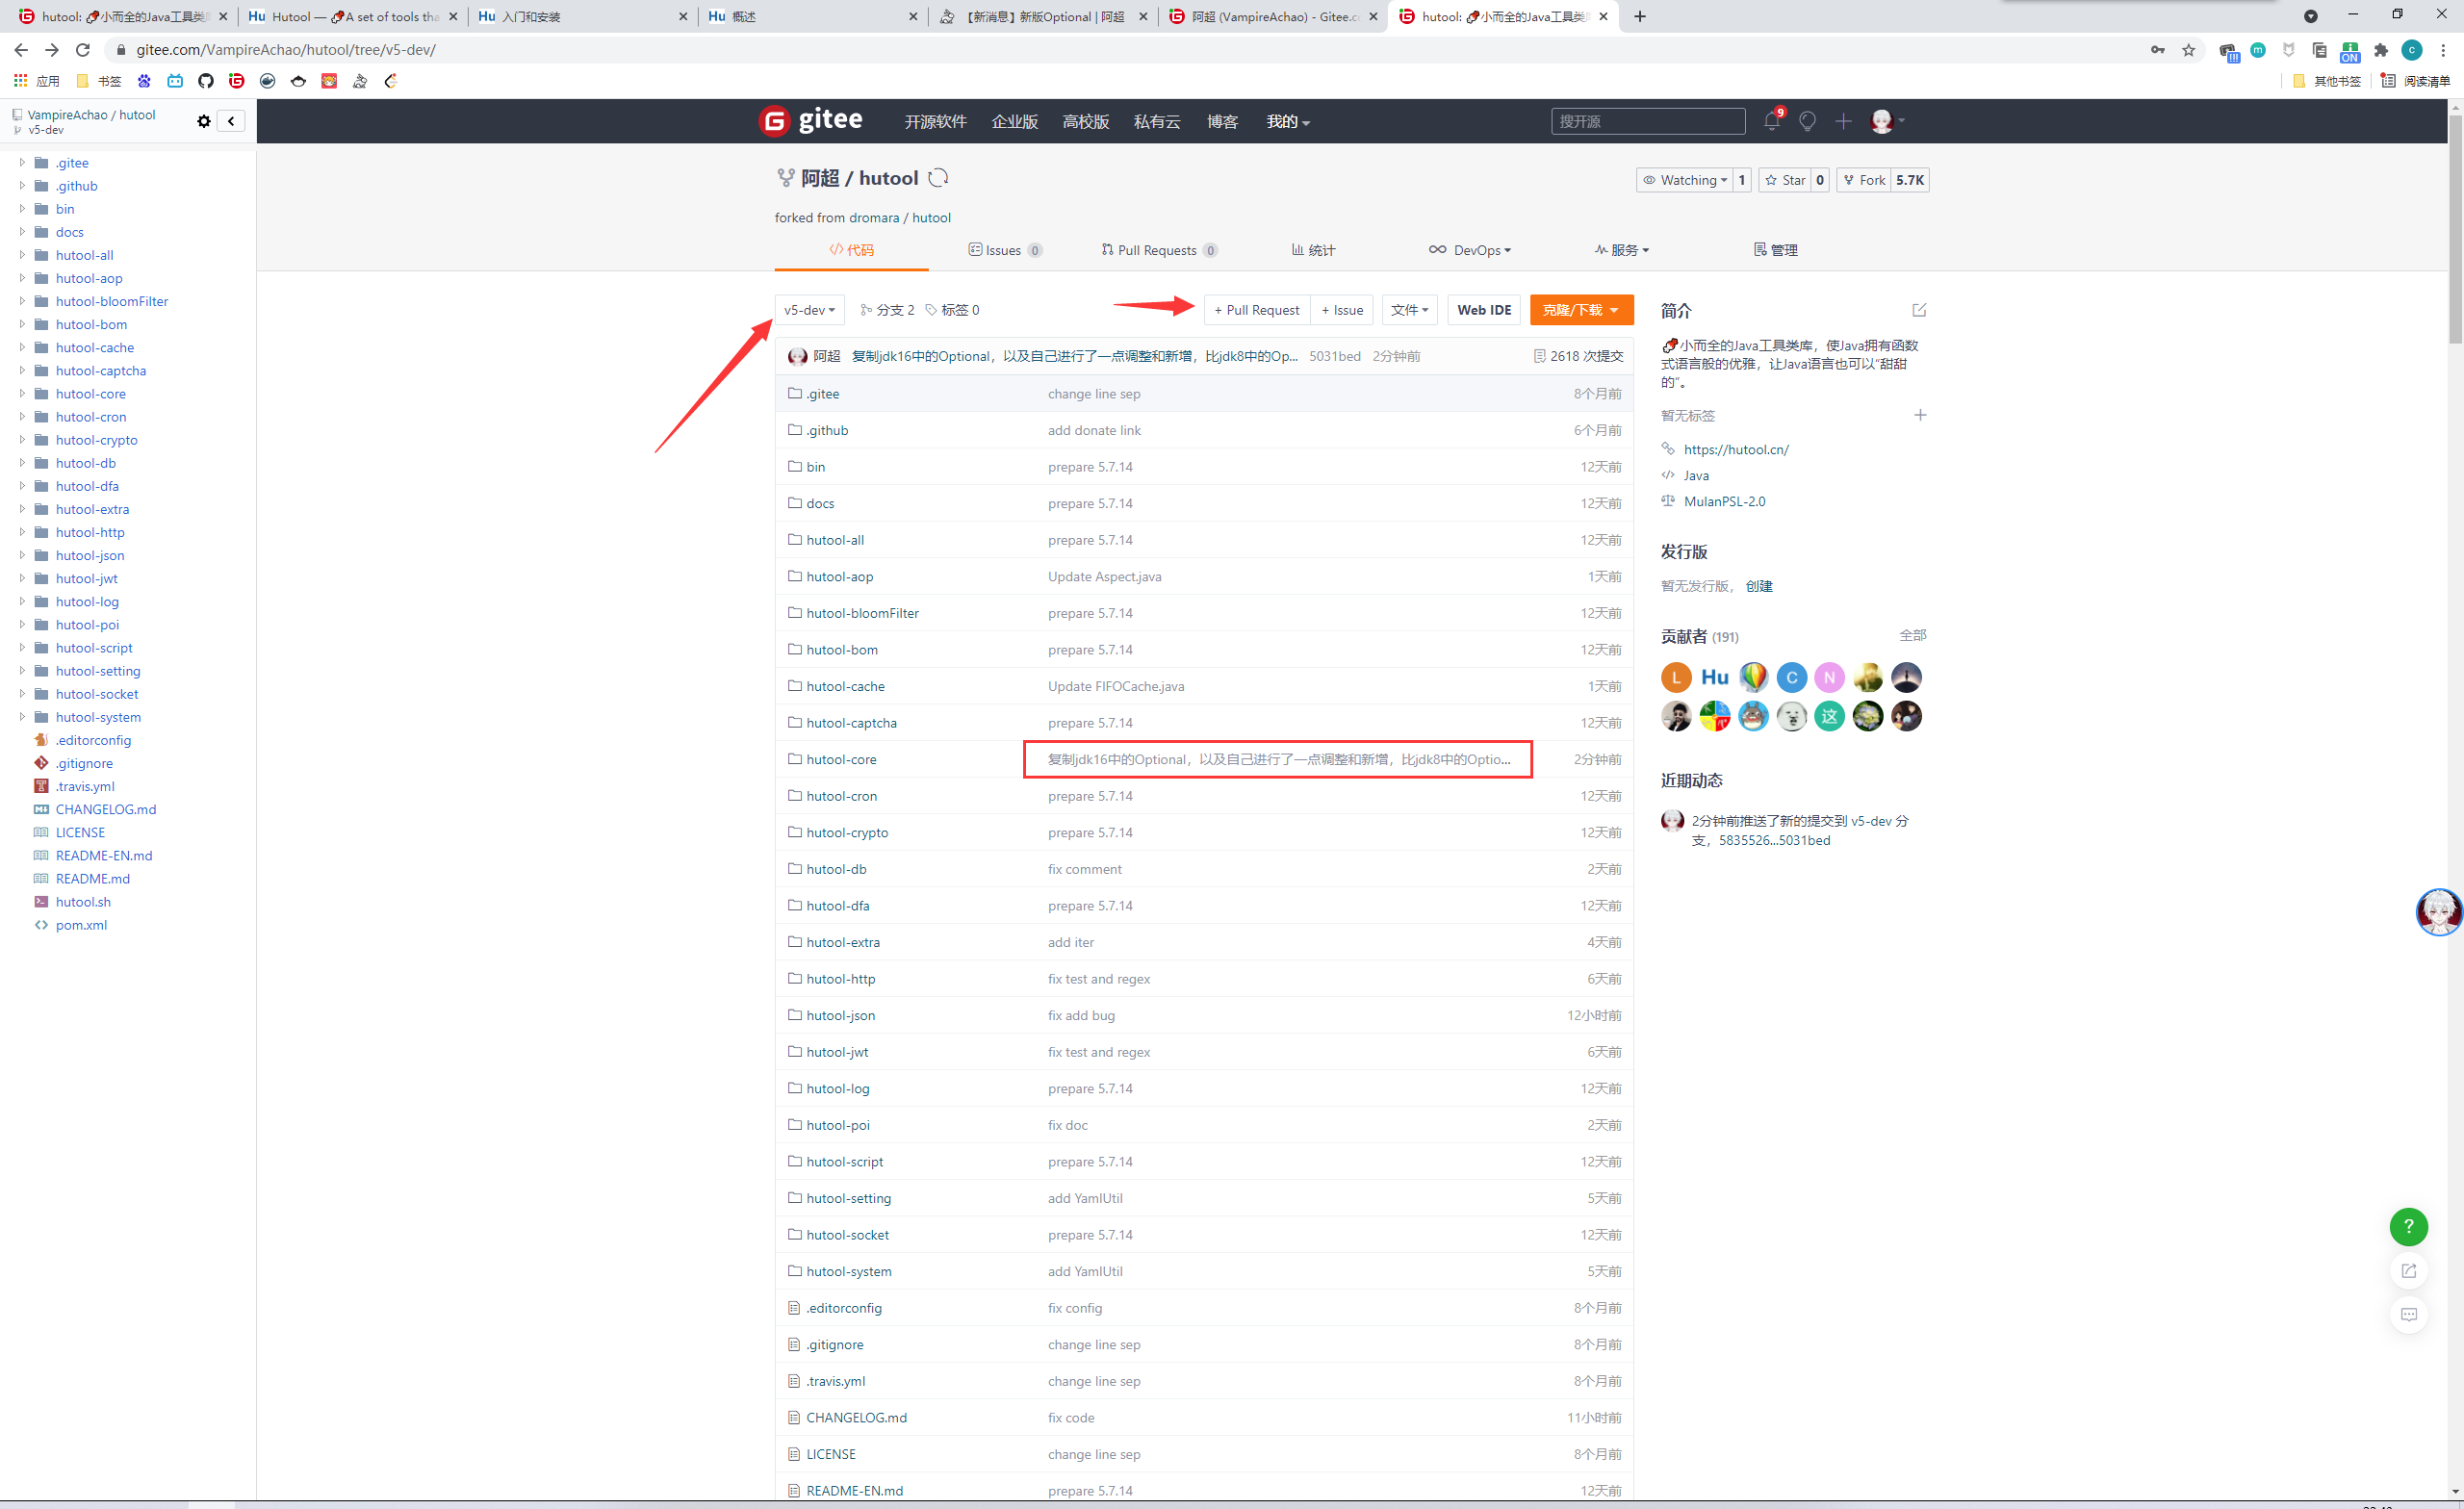 hutool: 小而全的Java工具类库
Hutool — A set of tools tha
入门和安装
概述
【新消息】新版Optional | 阿超
阿超 (VampireAchao) - Gitee.c
hutool: 小而全的Java工具类库
gitee.com/VampireAchao/hutool/tree/v5-dev/
应用
书签
其他书签
阅读清单
VampireAchao / hutool
v5-dev
gitee
开源软件
企业版
高校版
私有云
博客
我的
搜开源
9
.gitee
.github
bin
docs
hutool-all
hutool-aop
hutool-bloomFilter
hutool-bom
hutool-cache
hutool-captcha
hutool-core
hutool-cron
hutool-crypto
hutool-db
hutool-dfa
hutool-extra
hutool-http
hutool-json
hutool-jwt
hutool-log
hutool-poi
hutool-script
hutool-setting
hutool-socket
hutool-system
.editorconfig
.gitignore
.travis.yml
CHANGELOG.md
LICENSE
README-EN.md
README.md
hutool.sh
pom.xml
阿超 / hutool
Watching 1 Star 0 Fork 5.7K
forked from dromara / hutool
代码
Issues 0
Pull Requests 0
统计
DevOps
服务
管理
v5-dev
分支 2
标签 0
+ Pull Request
+ Issue
文件
Web IDE
克隆/下载
阿超 复制jdk16中的Optional，以及自己进行了一点调整和新增，比jdk8中的Op... 5031bed 2分钟前 2618 次提交
.gitee change line sep 8个月前
.github add donate link 6个月前
bin prepare 5.7.14 12天前
docs prepare 5.7.14 12天前
hutool-all prepare 5.7.14 12天前
hutool-aop Update Aspect.java 1天前
hutool-bloomFilter prepare 5.7.14 12天前
hutool-bom prepare 5.7.14 12天前
hutool-cache Update FIFOCache.java 1天前
hutool-captcha prepare 5.7.14 12天前
hutool-core 复制jdk16中的Optional，以及自己进行了一点调整和新增，比jdk8中的Optio... 2分钟前
hutool-cron prepare 5.7.14 12天前
hutool-crypto prepare 5.7.14 12天前
hutool-db fix comment 2天前
hutool-dfa prepare 5.7.14 12天前
hutool-extra add iter 4天前
hutool-http fix test and regex 6天前
hutool-json fix add bug 12小时前
hutool-jwt fix test and regex 6天前
hutool-log prepare 5.7.14 12天前
hutool-poi fix doc 2天前
hutool-script prepare 5.7.14 12天前
hutool-setting add YamlUtil 5天前
hutool-socket prepare 5.7.14 12天前
hutool-system add YamlUtil 5天前
.editorconfig fix config 8个月前
.gitignore change line sep 8个月前
.travis.yml change line sep 8个月前
CHANGELOG.md fix code 11小时前
LICENSE change line sep 8个月前
README-EN.md prepare 5.7.14 12天前
简介
小而全的Java工具类库，使Java拥有函数
式语言般的优雅，让Java语言也可以“甜甜
的”。
暂无标签
https://hutool.cn/
Java
MulanPSL-2.0
发行版
暂无发行版， 创建
贡献者 (191) 全部
L Hu C N
这
近期动态
2分钟前推送了新的提交到 v5-dev 分
支，5835526...5031bed